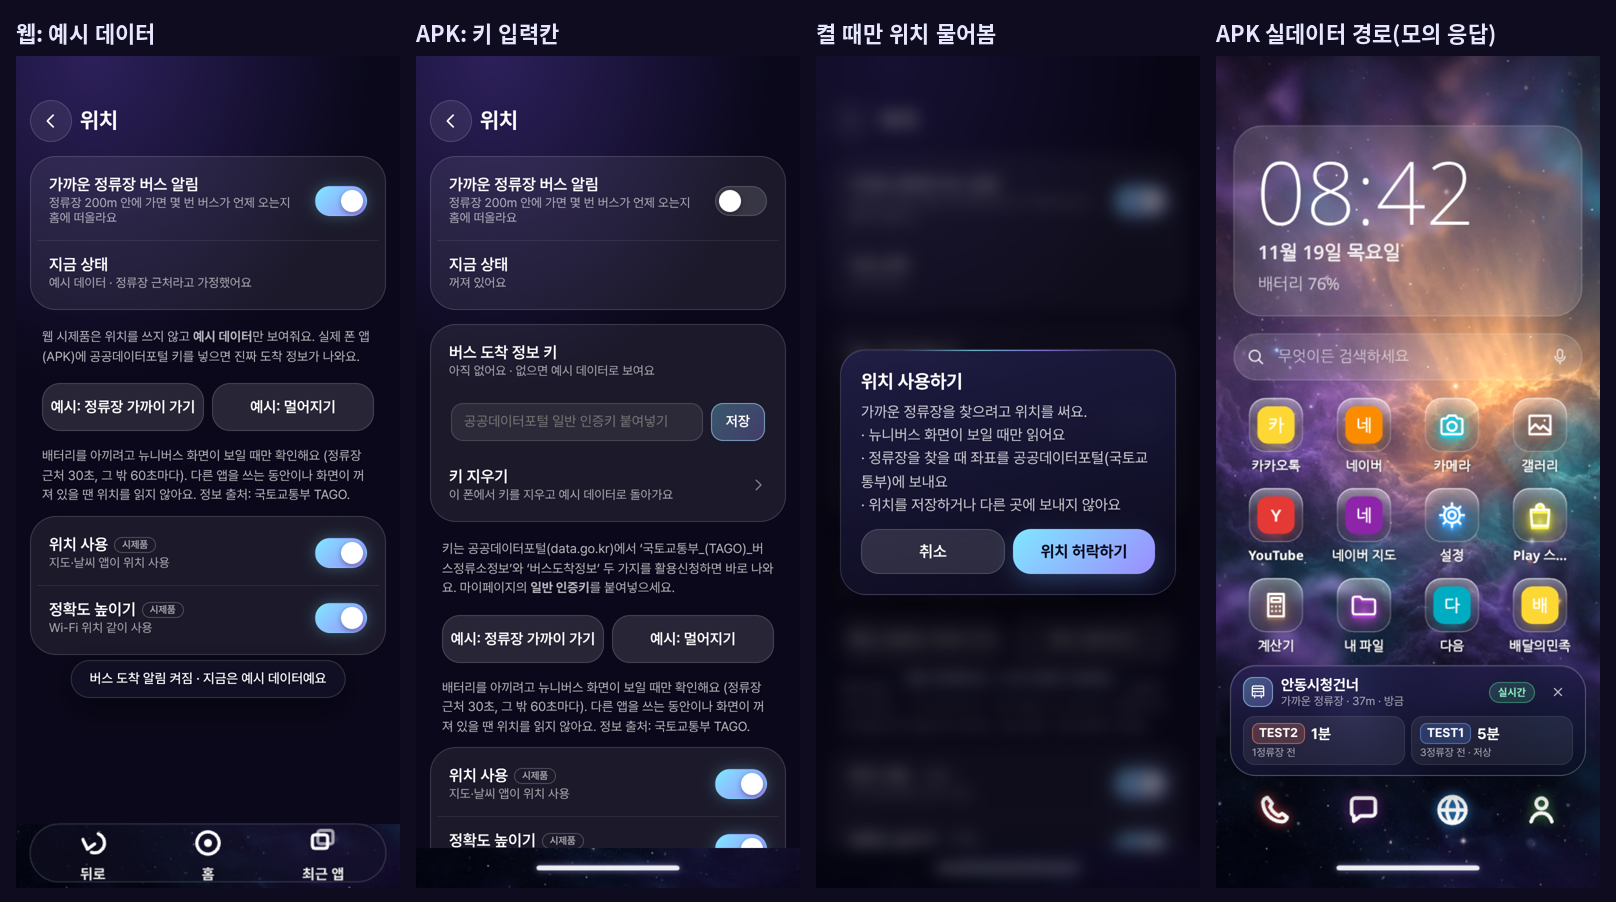 웹: 예시 데이터
위치
가까운 정류장 버스 알림
정류장 200m 안에 가면 몇 번 버스가 언제 오는지
홈에 떠올라요
지금 상태
예시 데이터 · 정류장 근처라고 가정했어요
웹 시제품은 위치를 쓰지 않고 예시 데이터만 보여줘요. 실제 폰 앱
(APK)에 공공데이터포털 키를 넣으면 진짜 도착 정보가 나와요.
예시: 정류장 가까이 가기
예시: 멀어지기
배터리를 아끼려고 뉴니버스 화면이 보일 때만 확인해요 (정류장
근처 30초, 그 밖 60초마다). 다른 앱을 쓰는 동안이나 화면이 꺼
져 있을 땐 위치를 읽지 않아요. 정보 출처: 국토교통부 TAGO.
위치 사용 시제품
지도·날씨 앱이 위치 사용
정확도 높이기 시제품
Wi-Fi 위치 같이 사용
버스 도착 알림 켜짐 · 지금은 예시 데이터예요
뒤로
홈
최근 앱
APK: 키 입력칸
위치
가까운 정류장 버스 알림
정류장 200m 안에 가면 몇 번 버스가 언제 오는지
홈에 떠올라요
지금 상태
꺼져 있어요
버스 도착 정보 키
아직 없어요 · 없으면 예시 데이터로 보여요
공공데이터포털 일반 인증키 붙여넣기
저장
키 지우기
이 폰에서 키를 지우고 예시 데이터로 돌아가요
키는 공공데이터포털(data.go.kr)에서 ‘국토교통부_(TAGO)_버
스정류소정보’와 ‘버스도착정보’ 두 가지를 활용신청하면 바로 나와
요. 마이페이지의 일반 인증키를 붙여넣으세요.
예시: 정류장 가까이 가기
예시: 멀어지기
배터리를 아끼려고 뉴니버스 화면이 보일 때만 확인해요 (정류장
근처 30초, 그 밖 60초마다). 다른 앱을 쓰는 동안이나 화면이 꺼
져 있을 땐 위치를 읽지 않아요. 정보 출처: 국토교통부 TAGO.
위치 사용 시제품
지도·날씨 앱이 위치 사용
정확도 높이기 시제품
켤 때만 위치 물어봄
위치 사용하기
가까운 정류장을 찾으려고 위치를 써요.
· 뉴니버스 화면이 보일 때만 읽어요
· 정류장을 찾을 때 좌표를 공공데이터포털(국토교
통부)에 보내요
· 위치를 저장하거나 다른 곳에 보내지 않아요
취소
위치 허락하기
APK 실데이터 경로(모의 응답)
08:42
11월 19일 목요일
배터리 76%
무엇이든 검색하세요
카
네
카카오톡
네이버
카메라
갤러리
Y
네
YouTube
네이버 지도
설정
Play 스...
다
배
계산기
내 파일
다음
배달의민족
안동시청건너
가까운 정류장 · 37m · 방금
실시간
TEST2 1분
1정류장 전
TEST1 5분
3정류장 전 · 저상